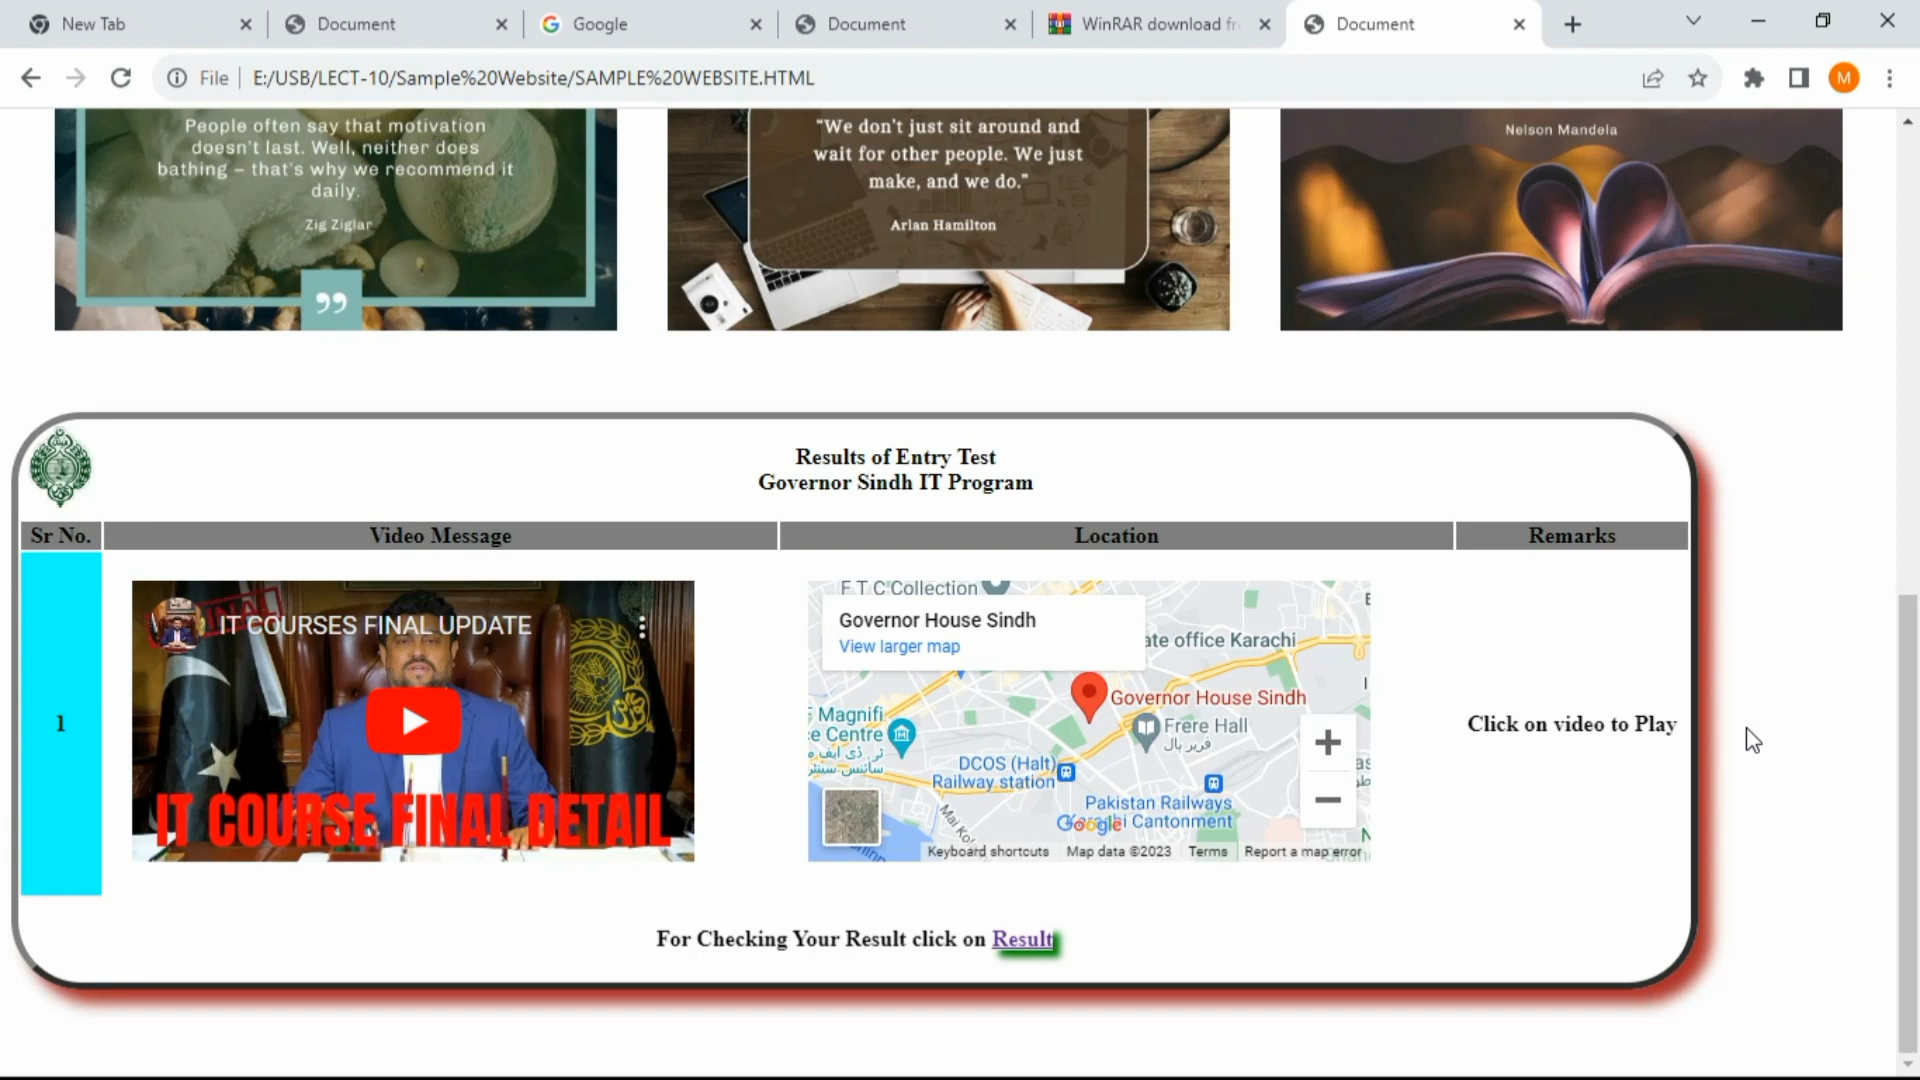 New Tab
Document
Google
Document
WinRAR download fr
Document
File
E:/USB/LECT-10/Sample%20Website/SAMPLE%20WEBSITE.HTML
M
People often say that motivation
doesn't last. Well, neither does
bathing – that's why we recommend it
daily.
Zig Ziglar
"We don't just sit around and
wait for other people. We just
make, and we do."
Arlan Hamilton
Nelson Mandela
Results of Entry Test
Governor Sindh IT Program
Sr No.
Video Message
Location
Remarks
1
IT COURSES FINAL UPDATE
IT COURSE FINAL DETAIL
F.T.C Collection
Governor House Sindh
View larger map
ate office Karachi
Governor House Sindh
Magnifi
e Centre
Frere Hall
فریر ہال
DCOS (Halt)
Railway station
Pakistan Railways
Cantonment
Google
Keyboard shortcuts
Map data ©2023
Terms
Report a map error
Click on video to Play
For Checking Your Result click on Result